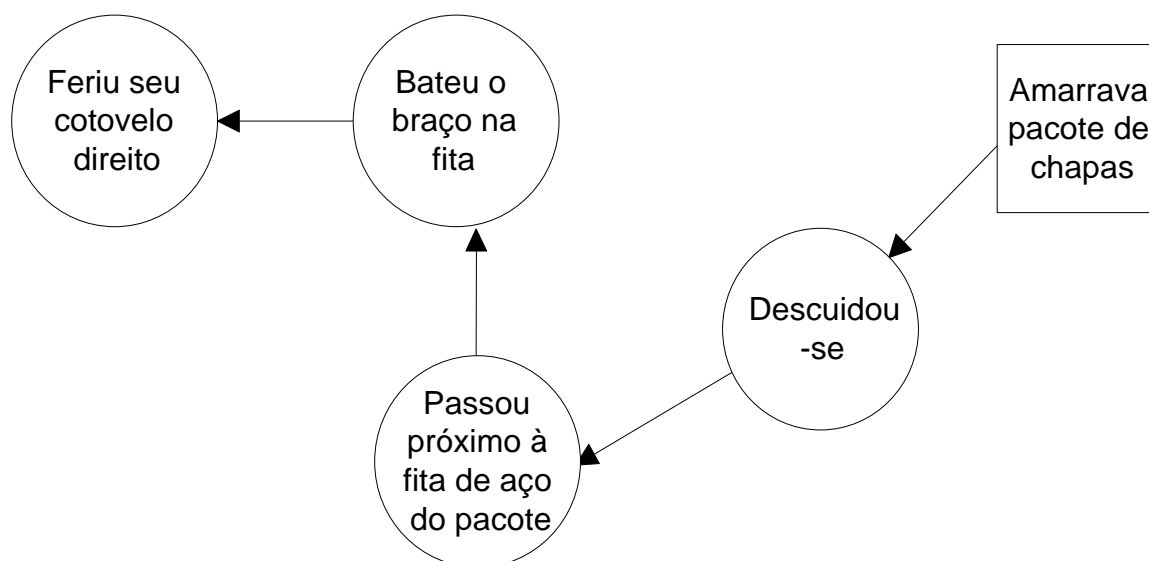 Feriu seu
cotovelo
direito
Bateu o
braço na
fita
Amarrava
pacote de
chapas
Descuidou
-se
Passou
próximo à
fita de aço
do pacote